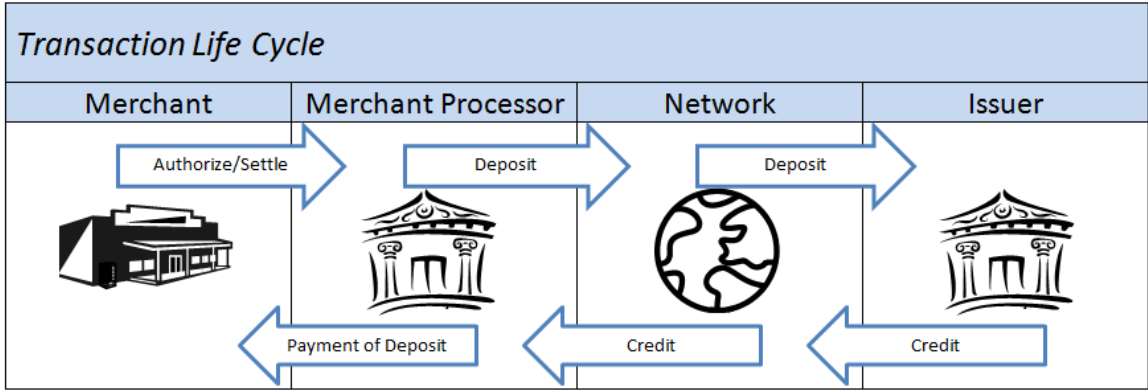 Transaction Life Cycle
Merchant
Merchant Processor
Network
Issuer
Authorize/Settle
Deposit
Deposit
Payment of Deposit
Credit
Credit